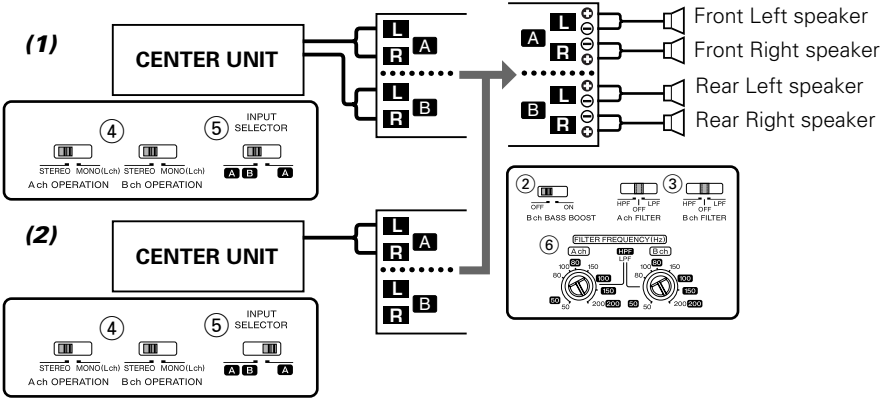 (1)
CENTER UNIT
L
R A
L
R B
A L
R
B L
R
Front Left speaker
Front Right speaker
Rear Left speaker
Rear Right speaker
④ ⑤ INPUT
SELECTOR
STEREO MONO(Lch) STEREO MONO(Lch) A B A
A ch OPERATION B ch OPERATION
(2)
CENTER UNIT
L
R A
L
R B
④ ⑤ INPUT
SELECTOR
STEREO MONO(Lch) STEREO MONO(Lch) A B A
A ch OPERATION B ch OPERATION
② ③
OFF ON HPF OFF LPF HPF OFF LPF
B ch BASS BOOST A ch FILTER B ch FILTER
⑥ FILTER FREQUENCY(Hz)
A ch HPF B ch
LPF
80 80
80 100 150 80 100 150
100 100
150 150
50 50 200 200 50 50 200 200